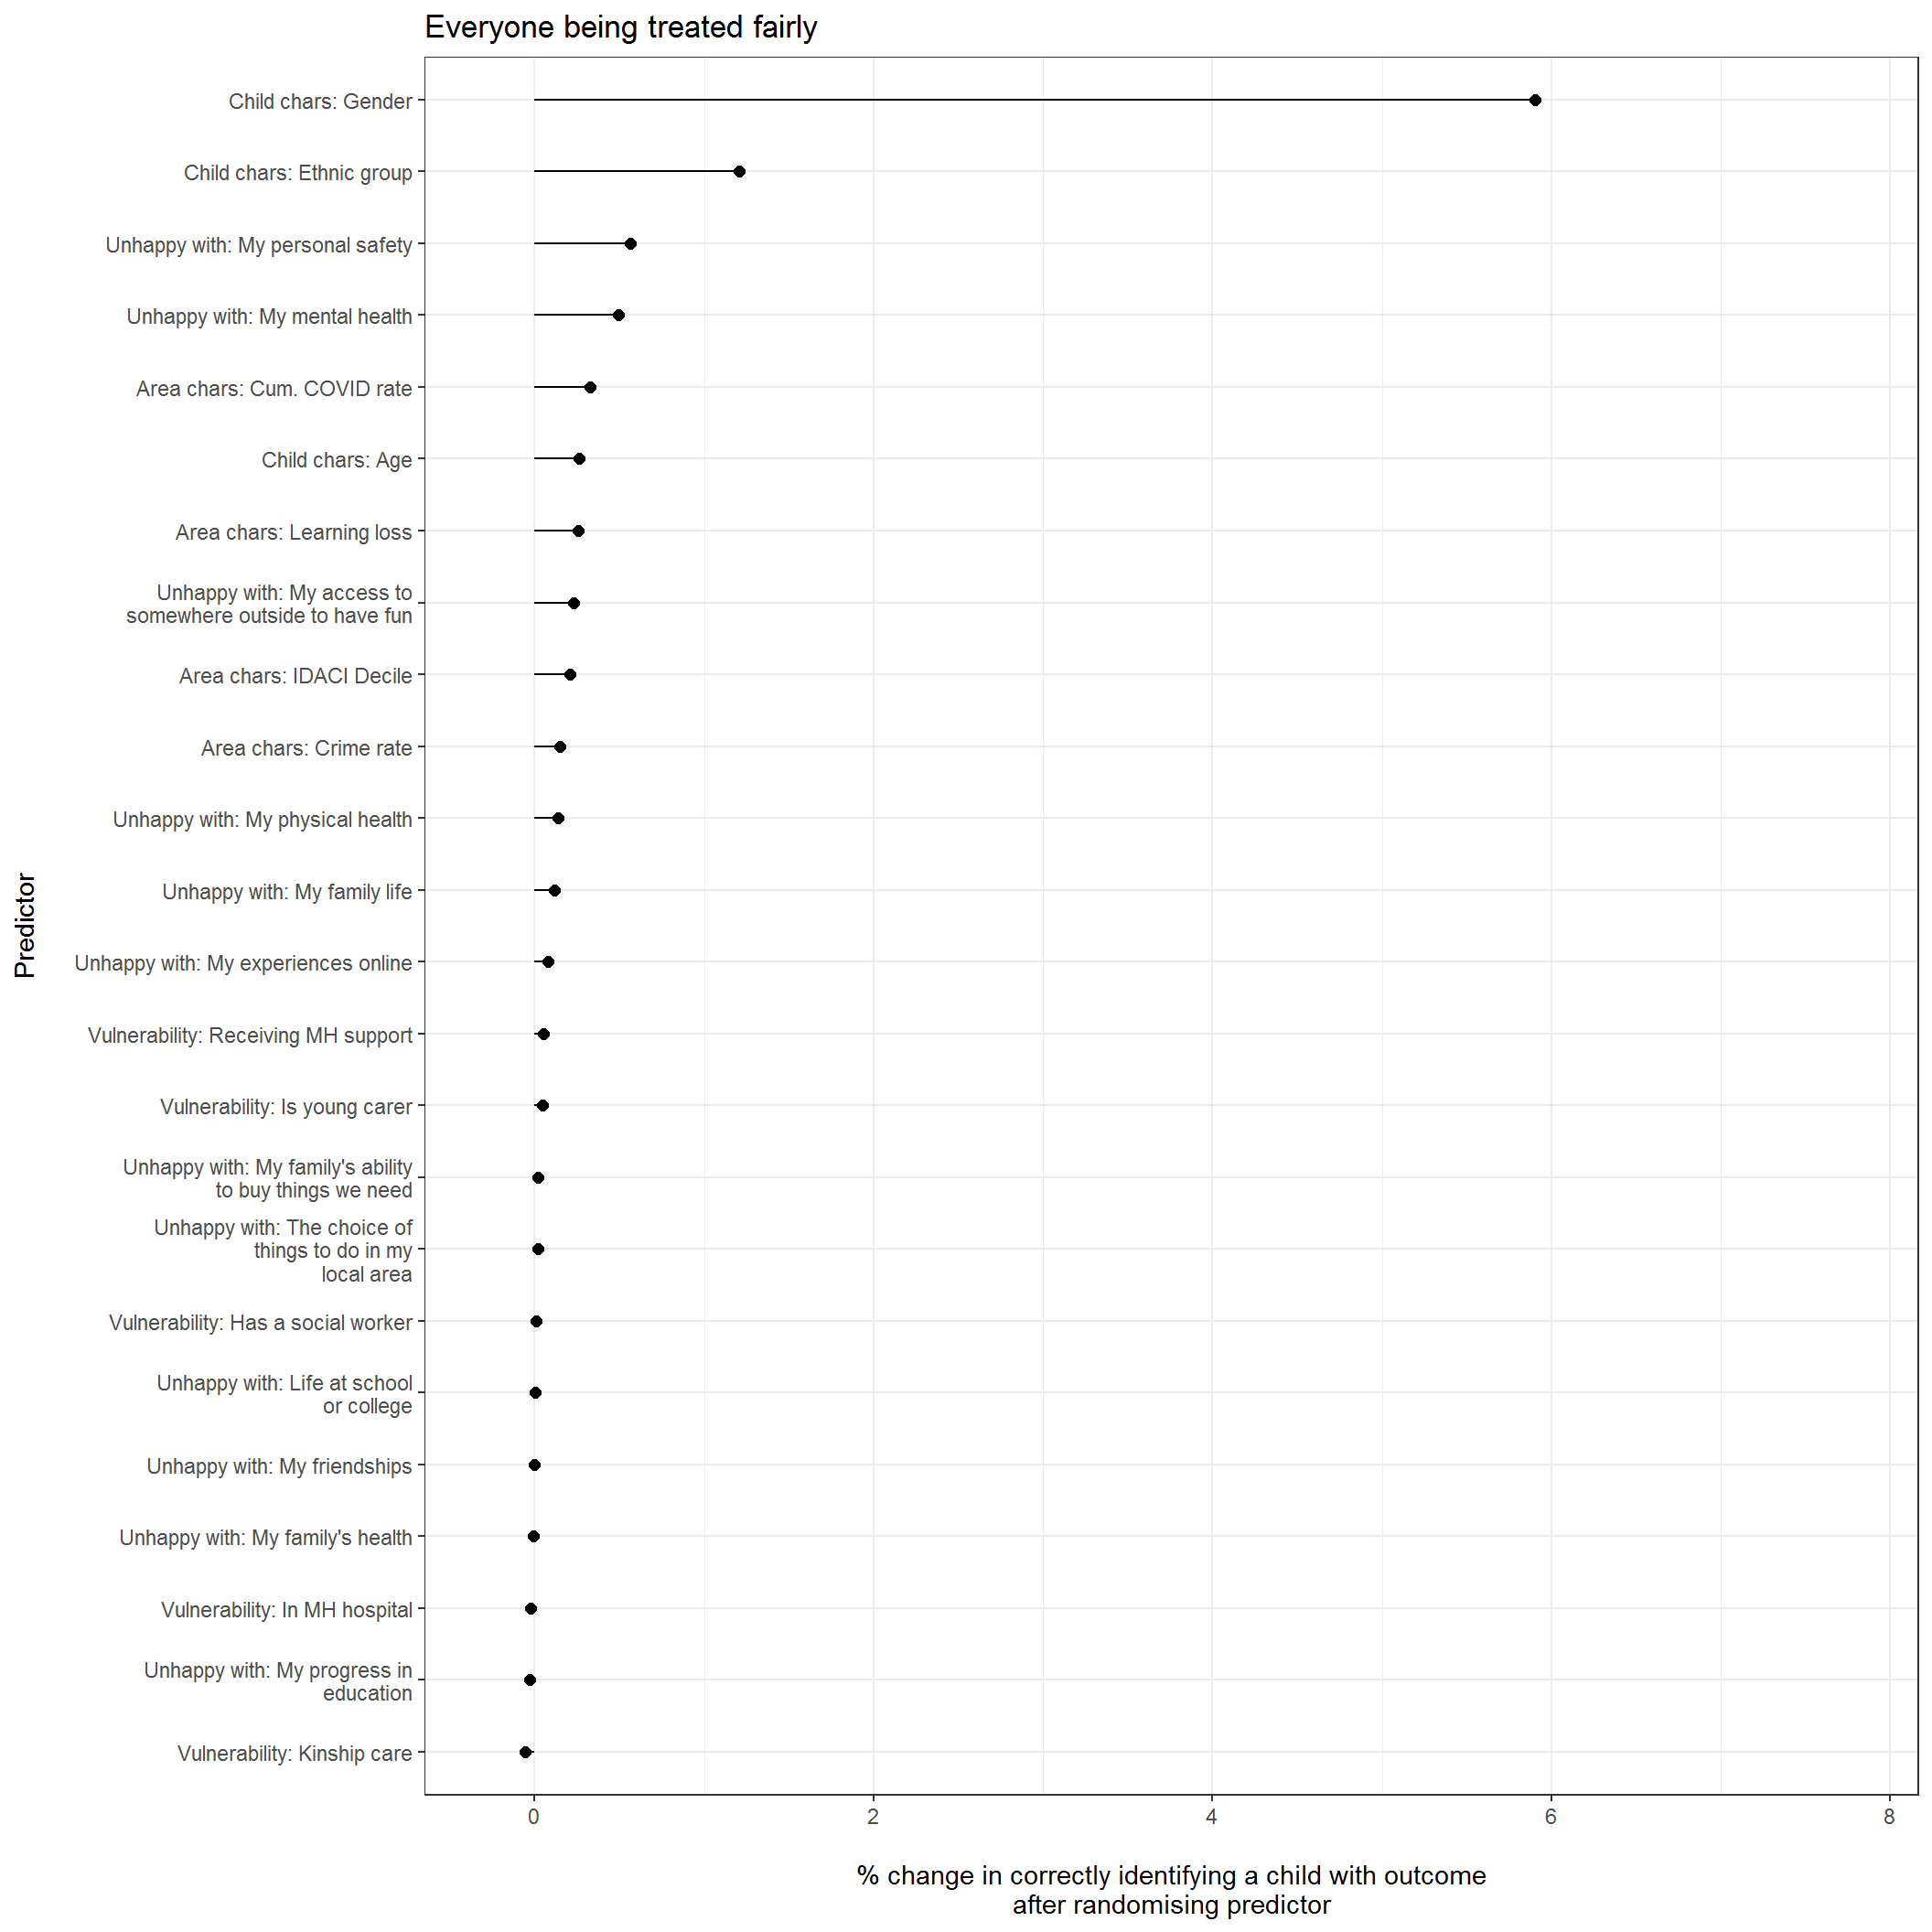 Everyone being treated fairly
Child chars: Gender
Child chars: Ethnic group
Unhappy with: My personal safety
Unhappy with: My mental health
Area chars: Cum. COVID rate
Child chars: Age
Area chars: Learning loss
Unhappy with: My access to
somewhere outside to have fun
Area chars: IDACI Decile
Area chars: Crime rate
Unhappy with: My physical health
Unhappy with: My family life
Unhappy with: My experiences online
Vulnerability: Receiving MH support
Vulnerability: Is young carer
Unhappy with: My family's ability
to buy things we need
Unhappy with: The choice of
things to do in my
local area
Vulnerability: Has a social worker
Unhappy with: Life at school
or college
Unhappy with: My friendships
Unhappy with: My family's health
Vulnerability: In MH hospital
Unhappy with: My progress in
education
Vulnerability: Kinship care
Predictor
0 2 4 6 8
% change in correctly identifying a child with outcome
after randomising predictor